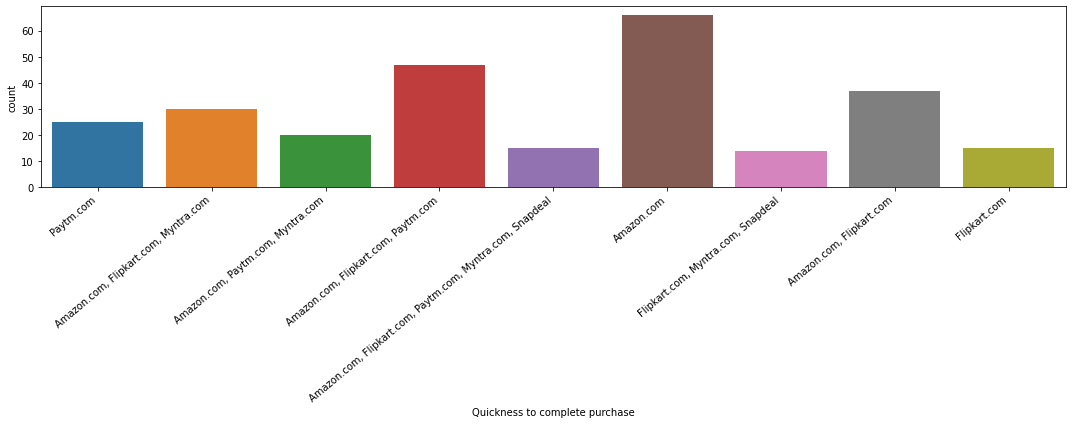 60
50
40
30
20
10
0
count
Paytm.com
Amazon.com, Flipkart.com, Myntra.com
Amazon.com, Paytm.com, Myntra.com
Amazon.com, Flipkart.com, Paytm.com
Amazon.com, Flipkart.com, Paytm.com, Myntra.com, Snapdeal
Amazon.com
Flipkart.com, Myntra.com, Snapdeal
Amazon.com, Flipkart.com
Flipkart.com
Quickness to complete purchase